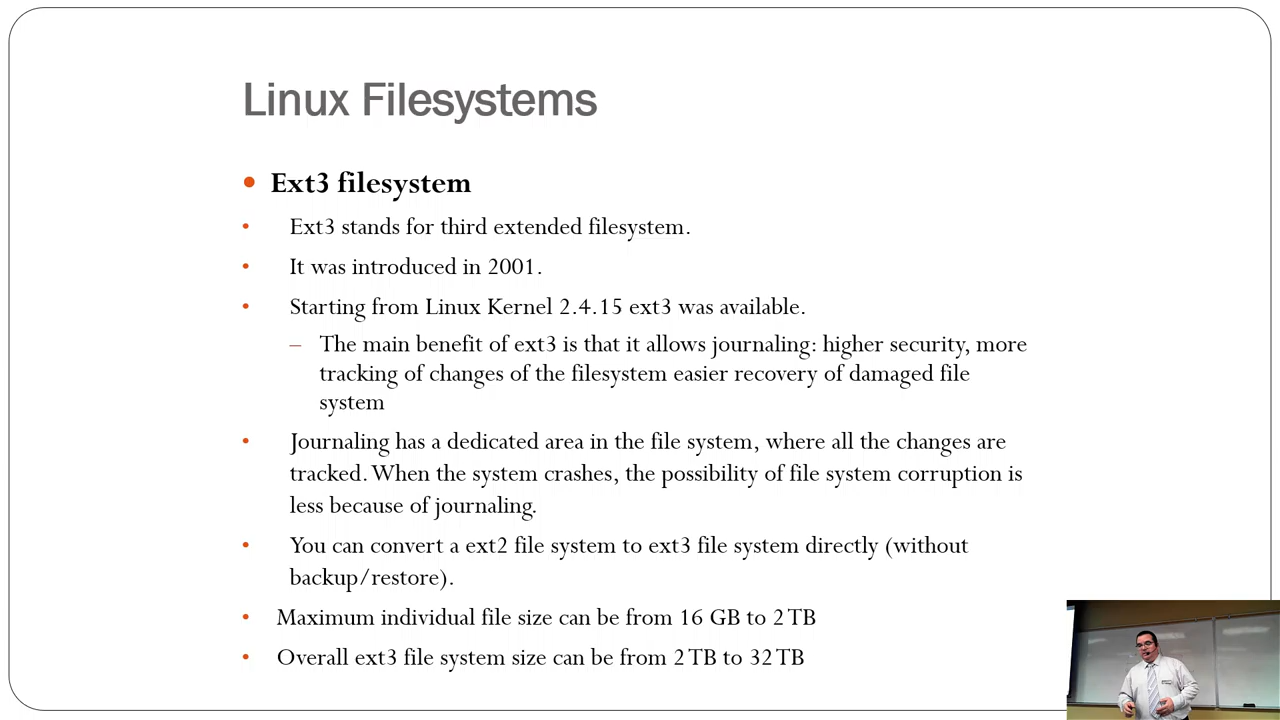 Linux Filesystems
Ext3 filesystem
Ext3 stands for third extended filesystem.
It was introduced in 2001.
Starting from Linux Kernel 2.4.15 ext3 was available.
– The main benefit of ext3 is that it allows journaling: higher security, more
tracking of changes of the filesystem easier recovery of damaged file
system
Journaling has a dedicated area in the file system, where all the changes are
tracked. When the system crashes, the possibility of file system corruption is
less because of journaling.
You can convert a ext2 file system to ext3 file system directly (without
backup/restore).
Maximum individual file size can be from 16 GB to 2 TB
Overall ext3 file system size can be from 2 TB to 32 TB